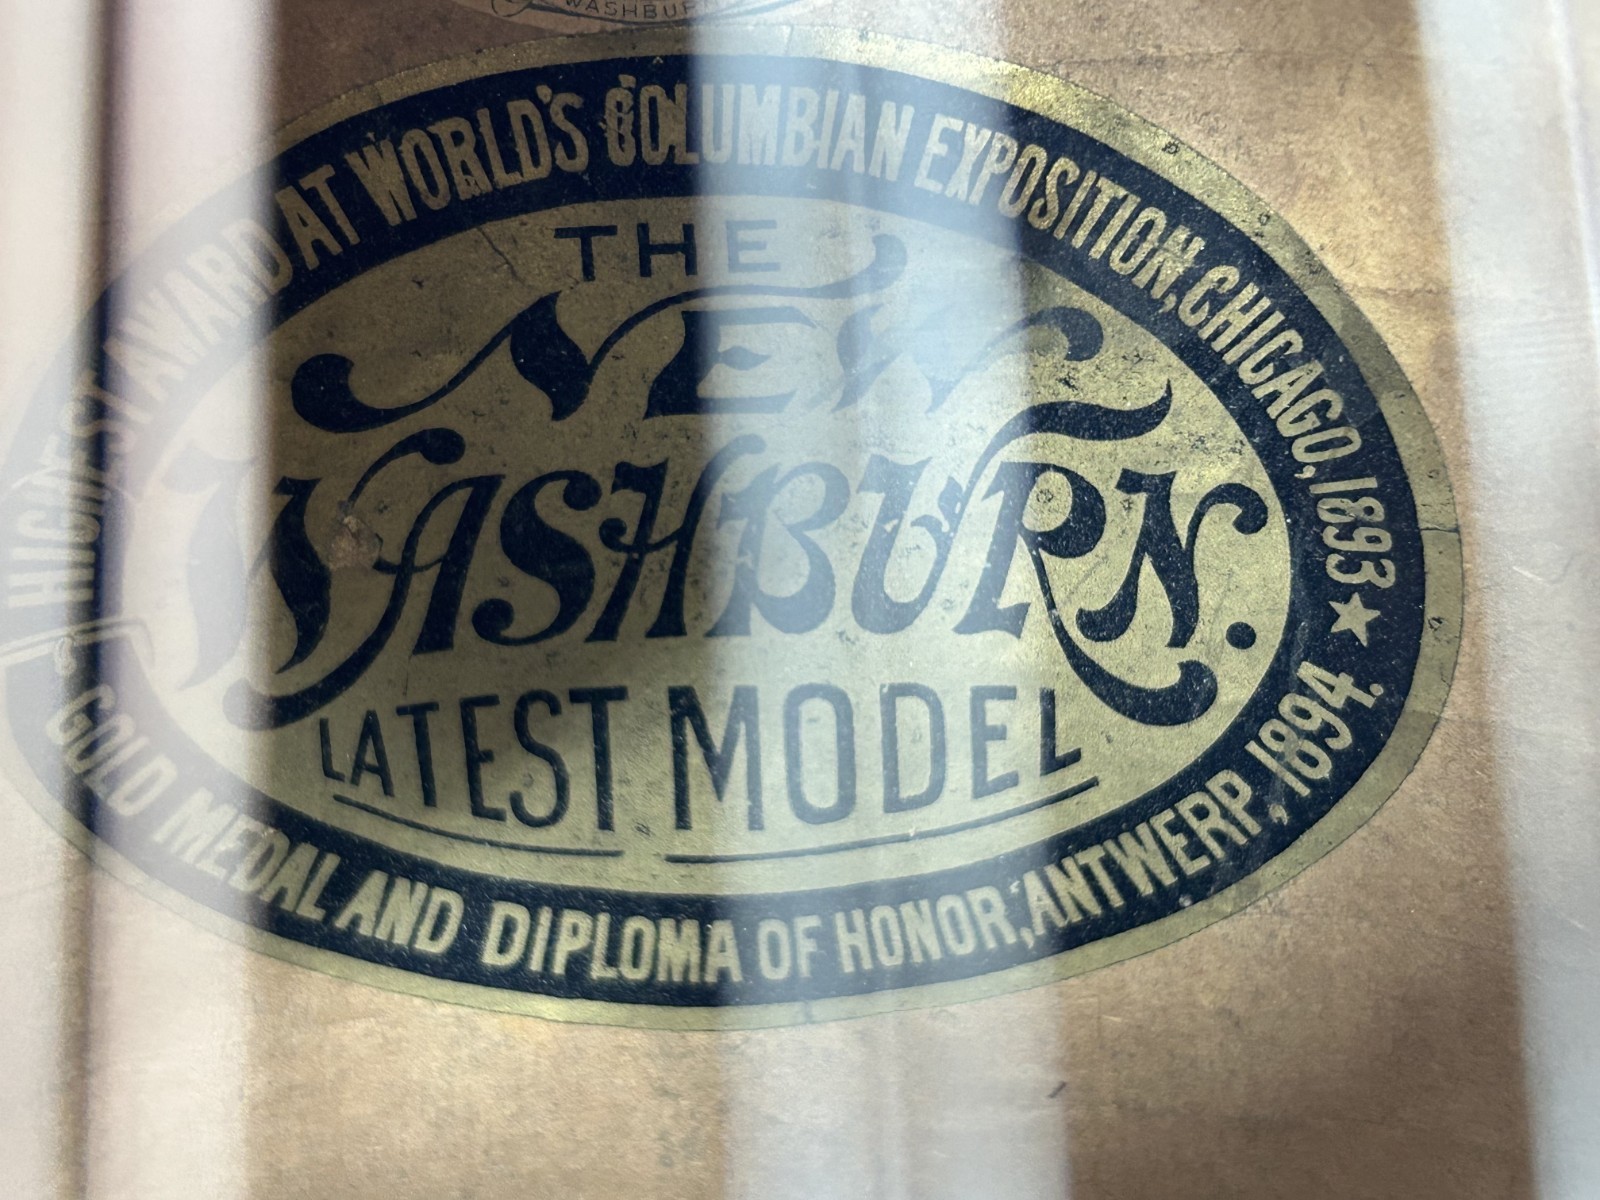 WASHBURN
HIGHEST AWARD AT WORLD'S COLUMBIAN EXPOSITION, CHICAGO, 1893 ★
THE
NEW
WASHBURN.
LATEST MODEL
GOLD MEDAL AND DIPLOMA OF HONOR, ANTWERP, 1894.